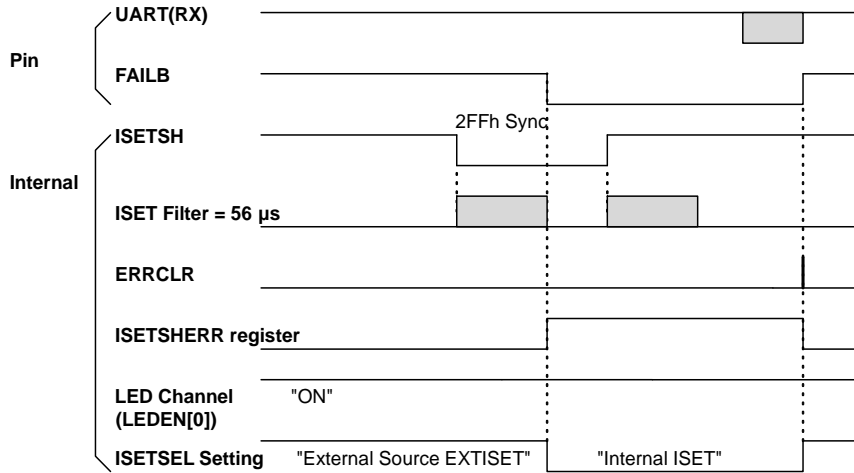 UART(RX)
Pin
FAILB
2FFh Sync
ISETSH
Internal
ISET Filter = 56 µs
ERRCLR
ISETSHERR register
LED Channel "ON"
(LEDEN[0])
ISETSEL Setting "External Source EXTISET" "Internal ISET"